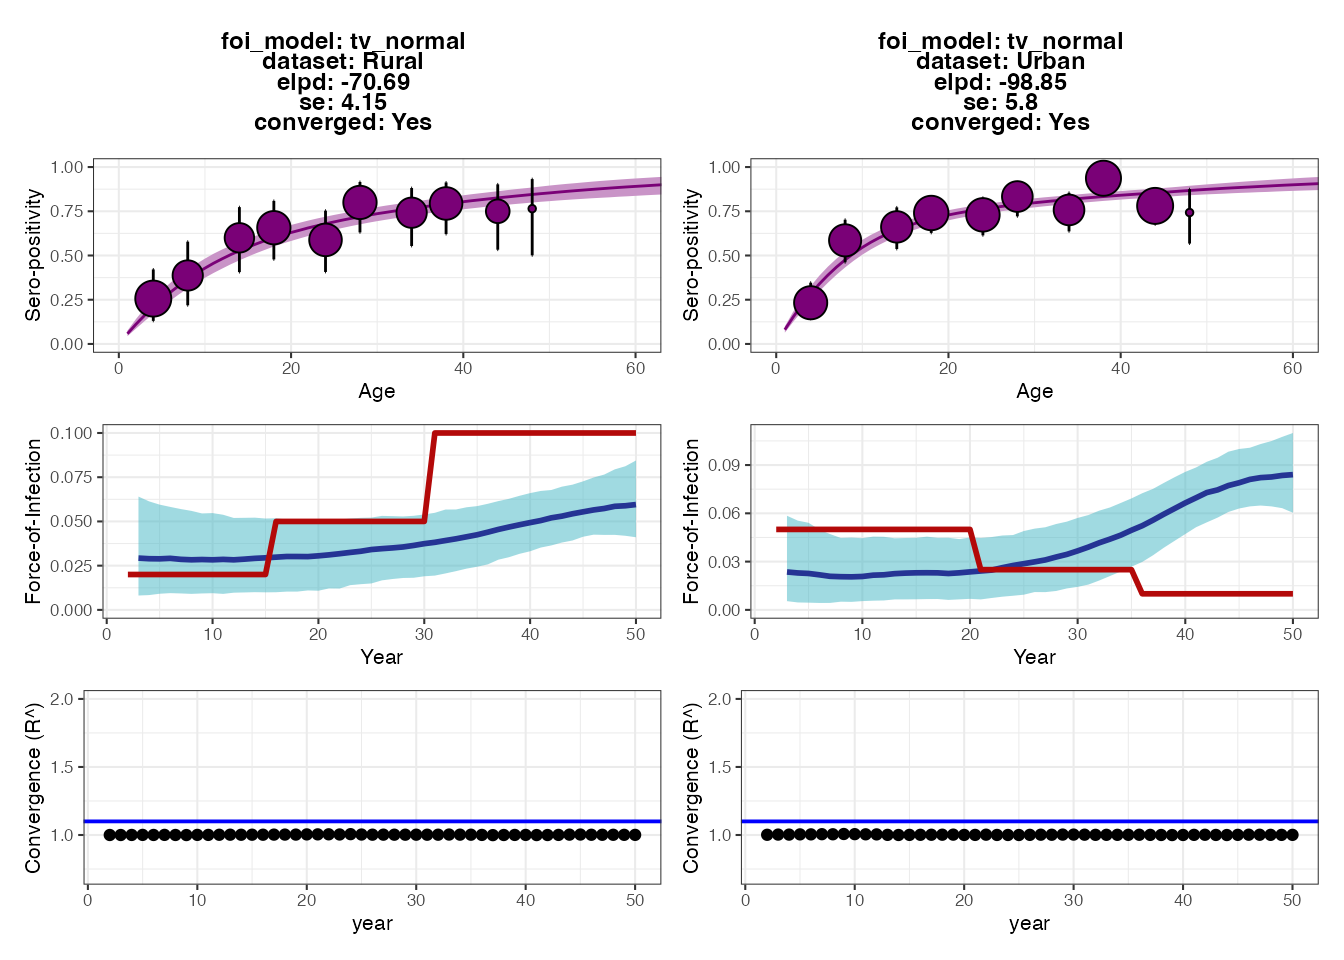 foi_model: tv_normal
dataset: Rural
elpd: -70.69
se: 4.15
converged: Yes
foi_model: tv_normal
dataset: Urban
elpd: -98.85
se: 5.8
converged: Yes
Sero-positivity
1.00
0.75
0.50
0.25
0.00
0 20 40 60
Age
Sero-positivity
1.00
0.75
0.50
0.25
0.00
0 20 40 60
Age
Force-of-Infection
0.100
0.075
0.050
0.025
0.000
0 10 20 30 40 50
Year
Force-of-Infection
0.09
0.06
0.03
0.00
0 10 20 30 40 50
Year
Convergence (R^)
2.0
1.5
1.0
0 10 20 30 40 50
year
Convergence (R^)
2.0
1.5
1.0
0 10 20 30 40 50
year